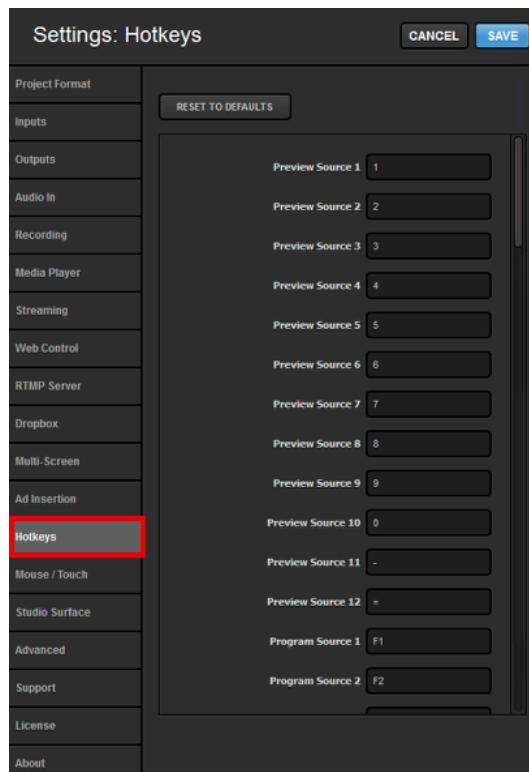 Settings: Hotkeys
CANCEL
SAVE
Project Format
Inputs
Outputs
Audio In
Recording
Media Player
Streaming
Web Control
RTMP Server
Dropbox
Multi-Screen
Ad Insertion
Hotkeys
Mouse / Touch
Studio Surface
Advanced
Support
License
About
RESET TO DEFAULTS
Preview Source 1 1
Preview Source 2 2
Preview Source 3 3
Preview Source 4 4
Preview Source 5 5
Preview Source 6 6
Preview Source 7 7
Preview Source 8 8
Preview Source 9 9
Preview Source 10 0
Preview Source 11 -
Preview Source 12 =
Program Source 1 F1
Program Source 2 F2